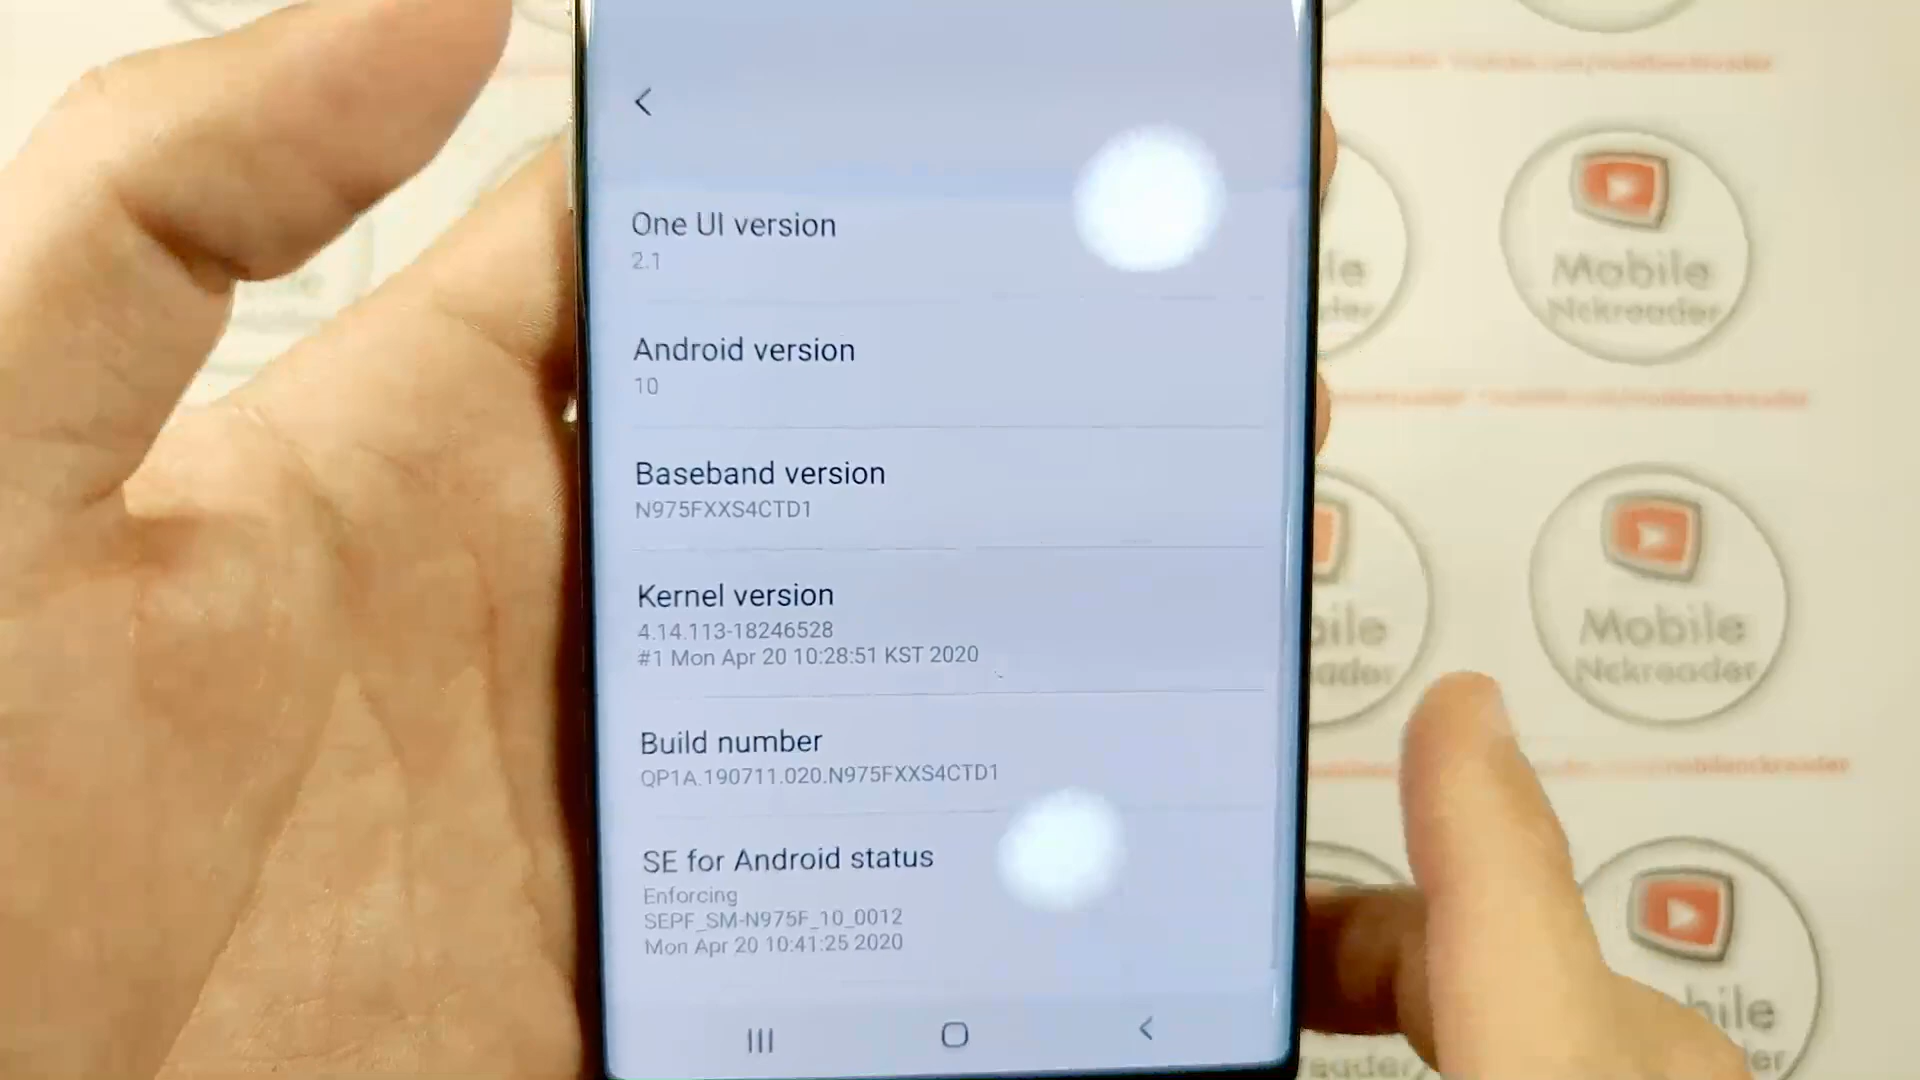 One UI version
2.1
Android version
10
Baseband version
N975FXXS4CTD1
Kernel version
4.14.113-18246528
#1 Mon Apr 20 10:28:51 KST 2020
Build number
QP1A.190711.020.N975FXXS4CTD1
SE for Android status
Enforcing
SEPF_SM-N975F_10_0012
Mon Apr 20 10:41:25 2020
Mobile
Nckreader
Mobile
Nckreader